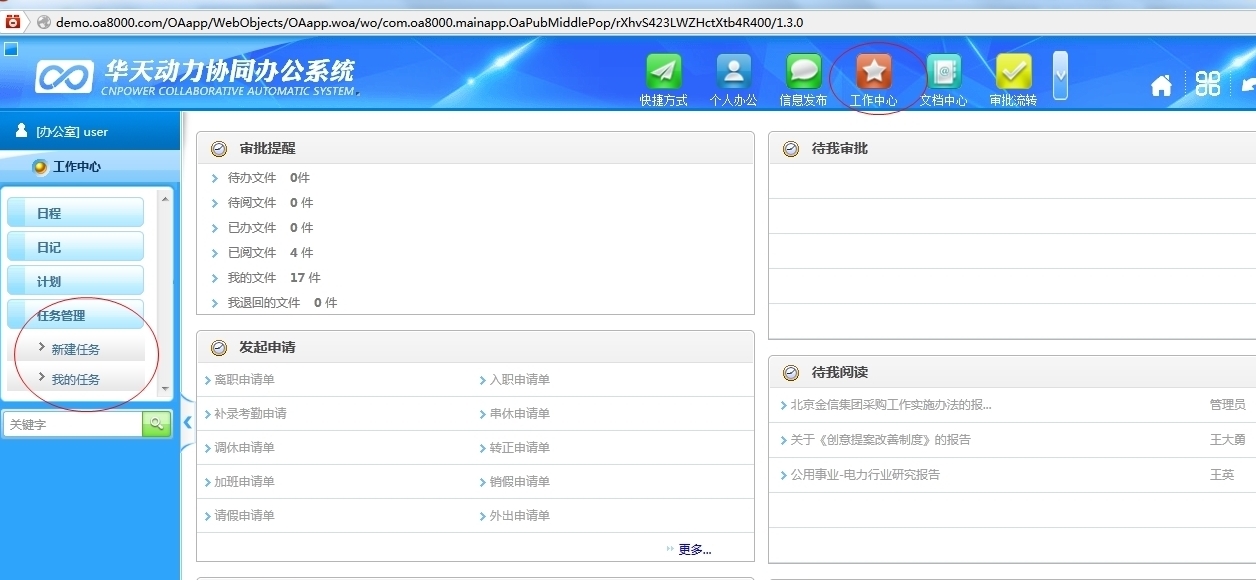 demo.oa8000.com/OAapp/WebObjects/OAapp.woa/wo/com.oa8000.mainapp.OaPubMiddlePop/rXhvS423LWZHctXtb4R400/1.3.0
华天动力协同办公系统
CNPOWER COLLABORATIVE AUTOMATIC SYSTEM
快捷方式 个人办公 信息发布 工作中心 文档中心 审批流转
[办公室] user
工作中心
日程
日记
计划
任务管理
新建任务
我的任务
关键字
审批提醒
待办文件 0件
待阅文件 0 件
已办文件 0 件
已阅文件 4 件
我的文件 17 件
我退回的文件 0 件
发起申请
离职申请单 入职申请单
补录考勤申请 串休申请单
调休申请单 转正申请单
加班申请单 销假申请单
请假申请单 外出申请单
更多...
待我审批
待我阅读
北京金信集团采购工作实施办法的报... 管理员
关于《创意提案改善制度》的报告 王大勇
公用事业-电力行业研究报告 王英